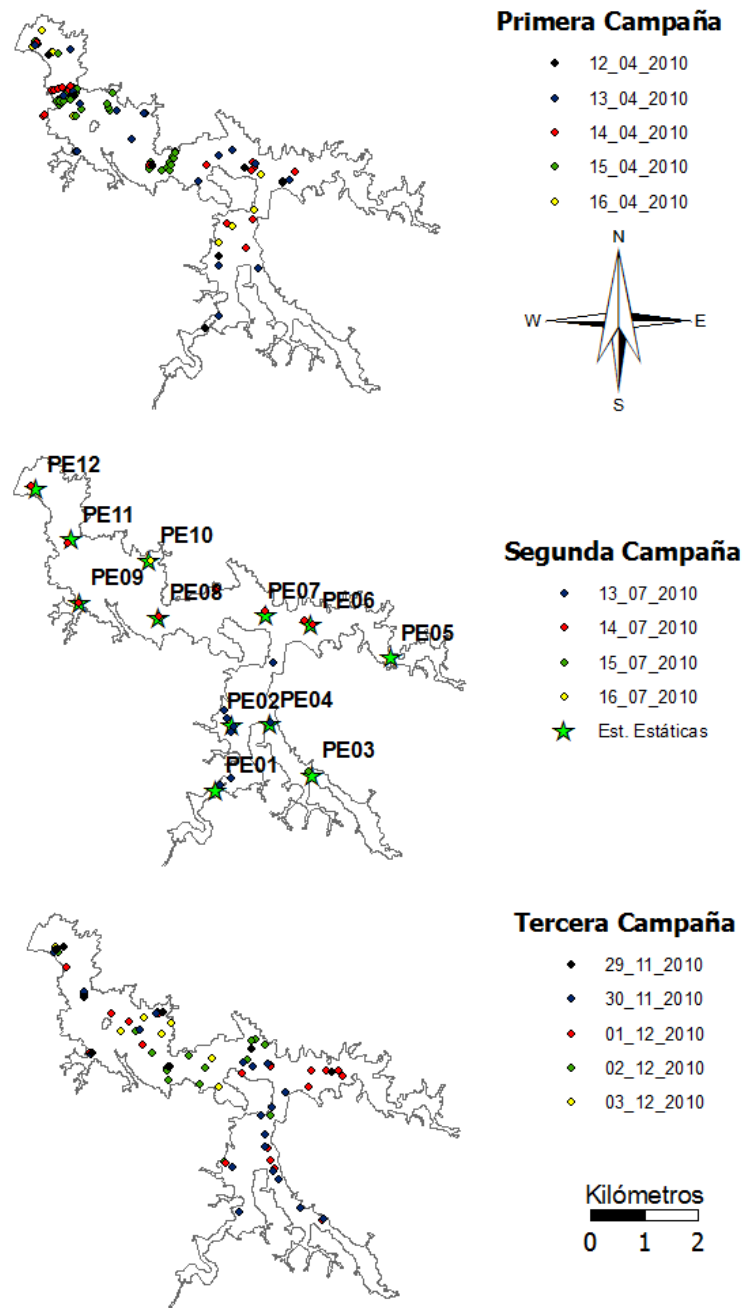 Primera Campaña
12_04_2010
13_04_2010
14_04_2010
15_04_2010
16_04_2010
N
W
E
S
Segunda Campaña
13_07_2010
14_07_2010
15_07_2010
16_07_2010
Est. Estáticas
PE12
PE11
PE10
PE09
PE08
PE07
PE06
PE05
PE02
PE04
PE03
PE01
Tercera Campaña
29_11_2010
30_11_2010
01_12_2010
02_12_2010
03_12_2010
Kilómetros
0 1 2